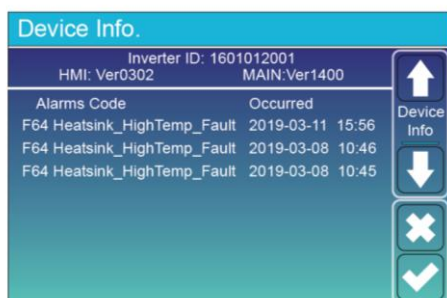 Device Info.
Inverter ID: 1601012001
HMI: Ver0302 MAIN:Ver1400
Alarms Code Occurred
F64 Heatsink_HighTemp_Fault 2019-03-11 15:56
F64 Heatsink_HighTemp_Fault 2019-03-08 10:46
F64 Heatsink_HighTemp_Fault 2019-03-08 10:45
Device
Info